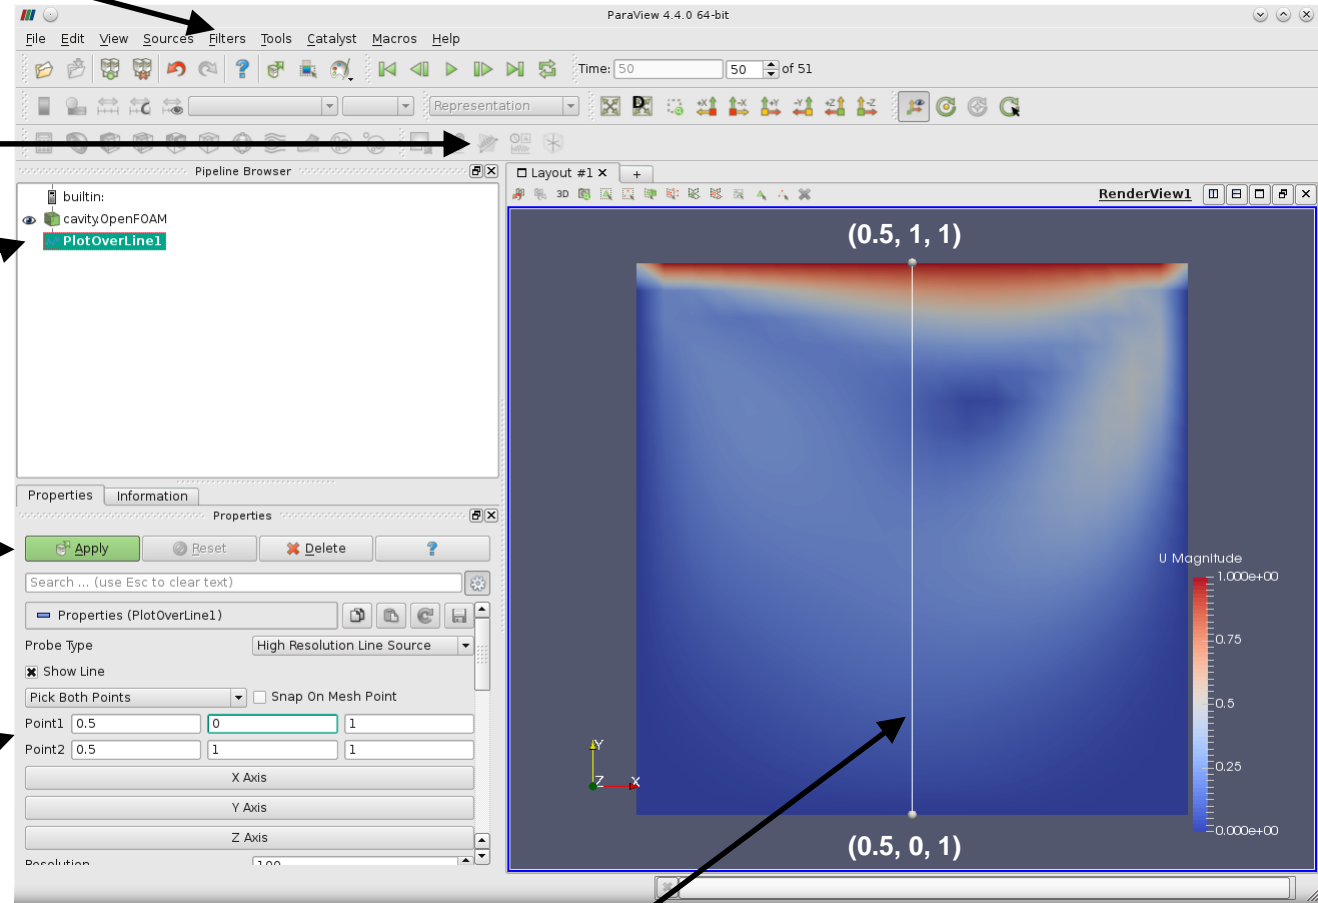 ParaView 4.4.0 64-bit
File Edit View Sources Filters Tools Catalyst Macros Help
Time: 50 50 of 51
Representation
Pipeline Browser
builtin:
cavity.OpenFOAM
PlotOverLine1
Layout #1
3D
RenderView1
(0.5, 1, 1)
Properties Information
Properties
Apply Reset Delete ?
Search ... (use Esc to clear text)
Properties (PlotOverLine1)
Probe Type High Resolution Line Source
Show Line
Pick Both Points Snap On Mesh Point
Point1 0.5 0 1
Point2 0.5 1 1
X Axis
Y Axis
Z Axis
Resolution 100
U Magnitude
1.000e+00
0.75
0.5
0.25
0.000e+00
Y
Z X
(0.5, 0, 1)